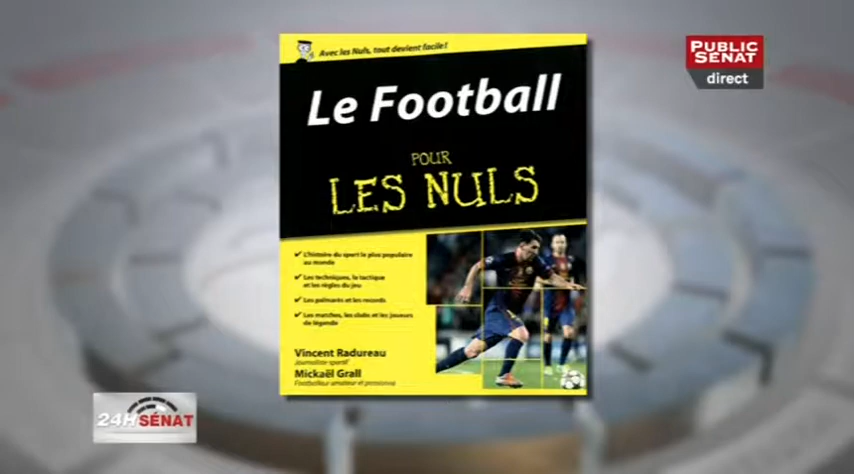 Avec les Nuls, tout devient facile!
PUBLIC
SENAT
direct
Le Football
POUR
LES NULS
L'histoire du sport le plus populaire
au monde
Les techniques, la tactique
et les règles du jeu
Les palmarès et les records
Les matches, les clubs et les joueurs
de légende
Vincent Radureau
Journaliste sportif
Mickaël Grall
Footballeur amateur et passionné
24H SÉNAT